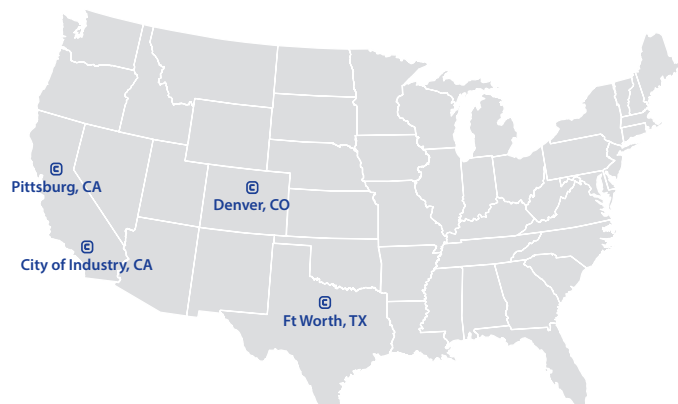 Pittsburg, CA
Denver, CO
City of Industry, CA
Ft Worth, TX